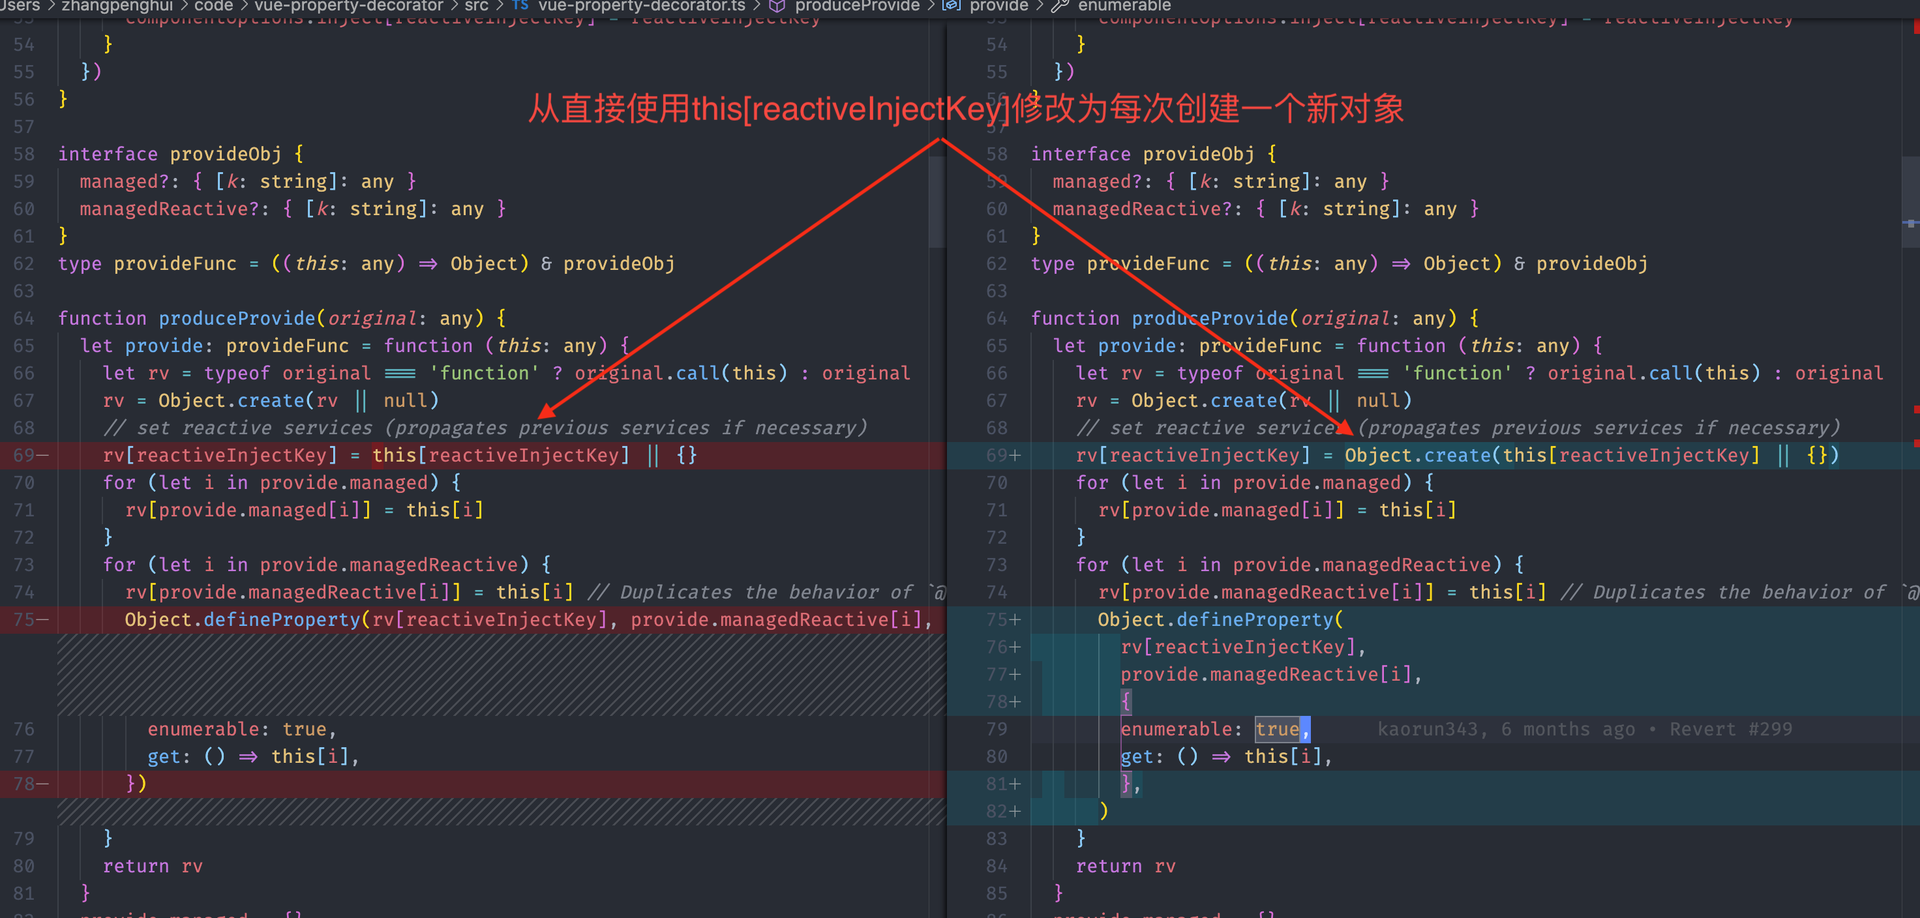 Users > zhangpenghui > code > vue-property-decorator > src > TS vue-property-decorator.ts > produceProvide > provide > enumerable
componentOptions.inject[reactiveInjectKey] = reactiveInjectKey
54 }
55 })
56 }
57
58 interface provideObj {
59 managed?: { [k: string]: any }
60 managedReactive?: { [k: string]: any }
61 }
62 type provideFunc = ((this: any) => Object) & provideObj
63
64 function produceProvide(original: any) {
65 let provide: provideFunc = function (this: any) {
66 let rv = typeof original === 'function' ? original.call(this) : original
67 rv = Object.create(rv || null)
68 // set reactive services (propagates previous services if necessary)
69— rv[reactiveInjectKey] = this[reactiveInjectKey] || {}
70 for (let i in provide.managed) {
71 rv[provide.managed[i]] = this[i]
72 }
73 for (let i in provide.managedReactive) {
74 rv[provide.managedReactive[i]] = this[i] // Duplicates the behavior of `@
75— Object.defineProperty(rv[reactiveInjectKey], provide.managedReactive[i],
76 enumerable: true,
77 get: () => this[i],
78— })
79 }
80 return rv
81 }
从直接使用this[reactiveInjectKey]修改为每次创建一个新对象
53 componentOptions.inject[reactiveInjectKey] = reactiveInjectKey
54 }
55 })
56 }
57
58 interface provideObj {
59 managed?: { [k: string]: any }
60 managedReactive?: { [k: string]: any }
61 }
62 type provideFunc = ((this: any) => Object) & provideObj
63
64 function produceProvide(original: any) {
65 let provide: provideFunc = function (this: any) {
66 let rv = typeof original === 'function' ? original.call(this) : original
67 rv = Object.create(rv || null)
68 // set reactive services (propagates previous services if necessary)
69+ rv[reactiveInjectKey] = Object.create(this[reactiveInjectKey] || {})
70 for (let i in provide.managed) {
71 rv[provide.managed[i]] = this[i]
72 }
73 for (let i in provide.managedReactive) {
74 rv[provide.managedReactive[i]] = this[i] // Duplicates the behavior of `@
75+ Object.defineProperty(
76+ rv[reactiveInjectKey],
77+ provide.managedReactive[i],
78+ {
79 enumerable: true, kaorun343, 6 months ago • Revert #299
80 get: () => this[i],
81+ },
82+ )
83 }
84 return rv
85 }